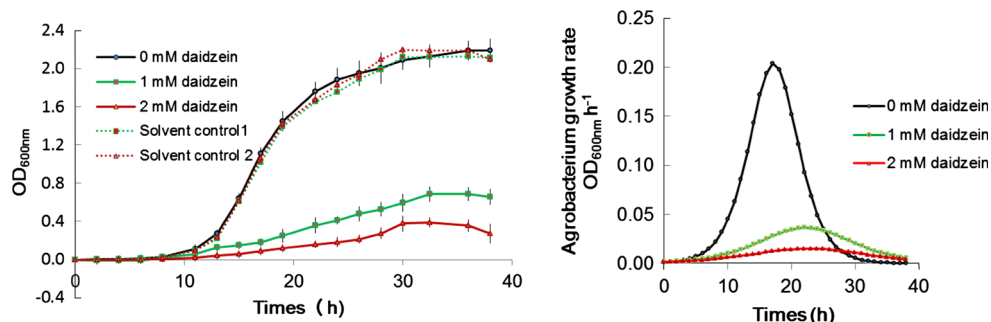 2.4
2.0
1.6
1.2
0.8
0.4
0.0
-0.4
OD600nm
0 mM daidzein
1 mM daidzein
2 mM daidzein
Solvent control1
Solvent control 2
0
10
20
30
40
Times ( h)
0.25
0.20
0.15
0.10
0.05
0.00
Agrobacterium growth rate
OD600nm h-1
0 mM daidzein
1 mM daidzein
2 mM daidzein
0
10
20
30
40
Times (h)